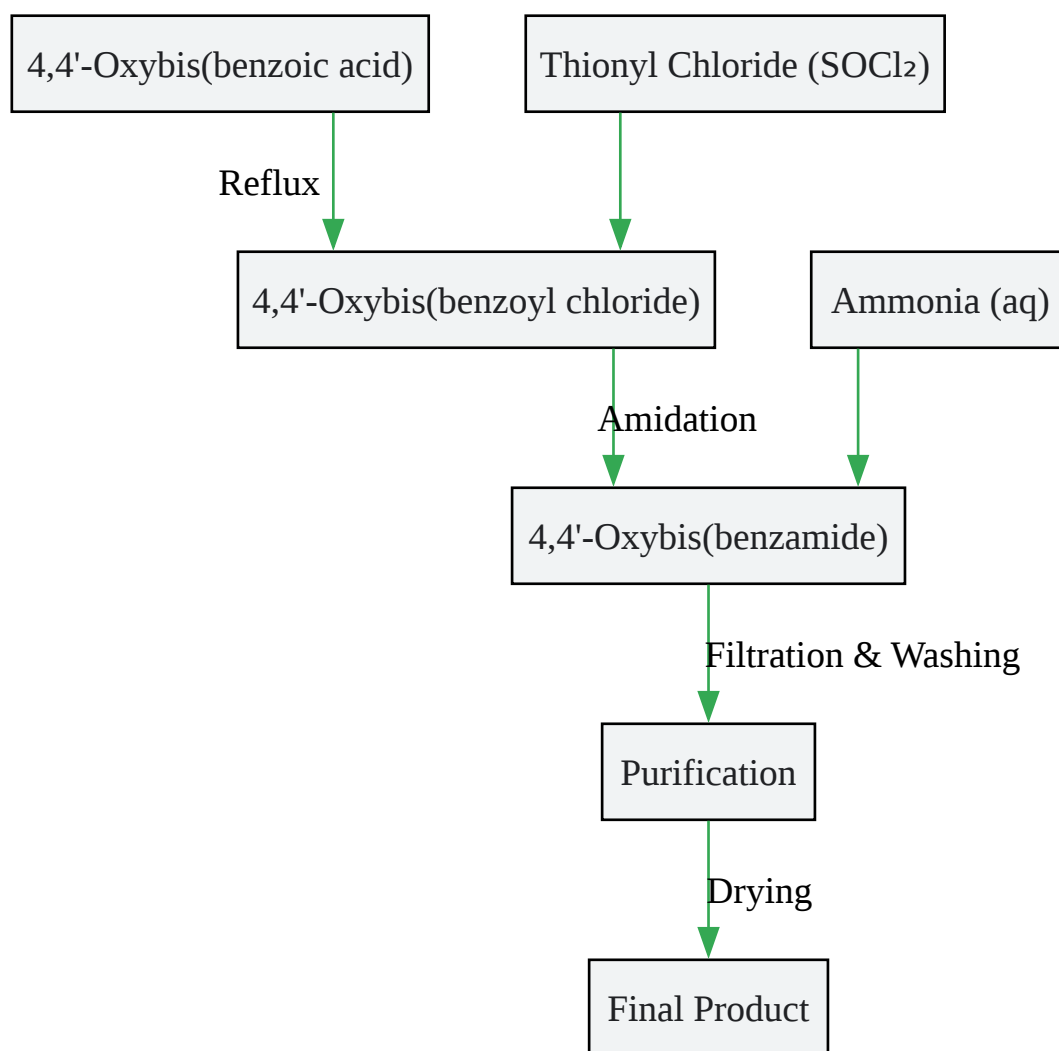 4,4'-Oxybis(benzoic acid)
Thionyl Chloride (SOCl₂)
Reflux
4,4'-Oxybis(benzoyl chloride)
Ammonia (aq)
Amidation
4,4'-Oxybis(benzamide)
Filtration & Washing
Purification
Drying
Final Product